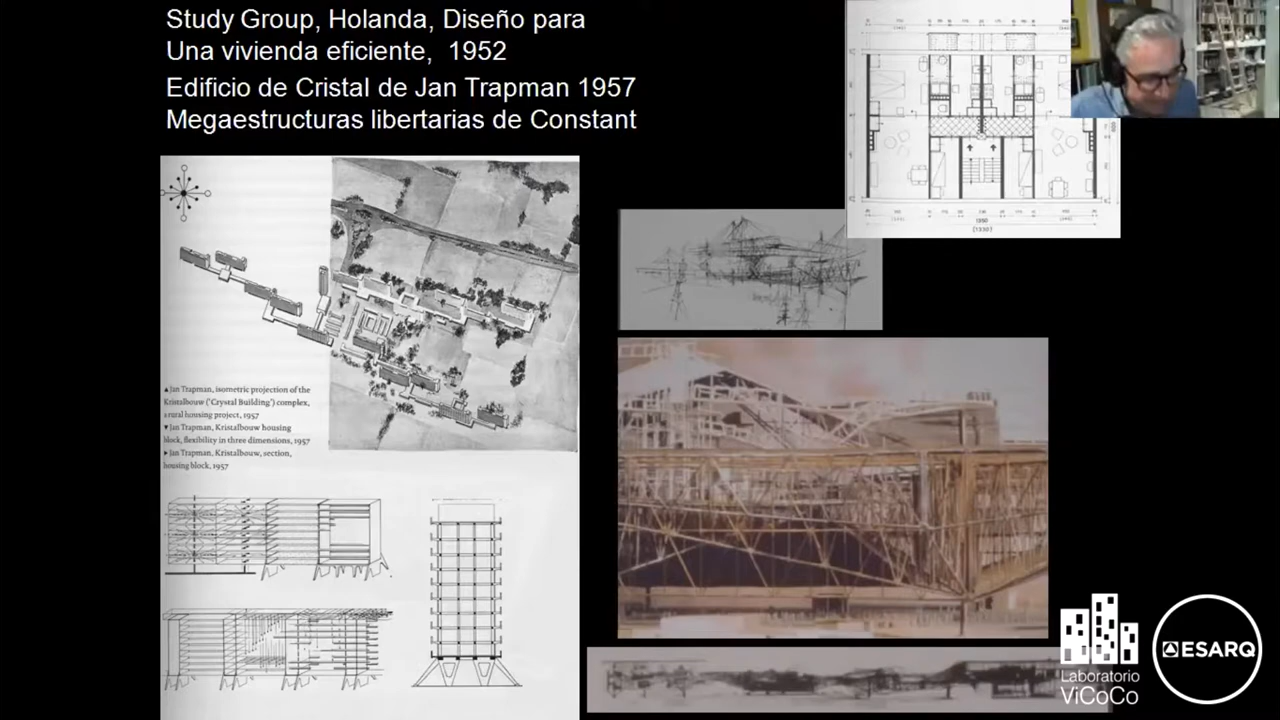 Study Group, Holanda, Diseño para
Una vivienda eficiente, 1952
Edificio de Cristal de Jan Trapman 1957
Megaestructuras libertarias de Constant
▲Jan Trapman, isometric projection of the
Kristalbouw ('Crystal Building') complex,
a rural housing project, 1957
▼Jan Trapman, Kristalbouw housing
block, flexibility in three dimensions, 1957
►Jan Trapman, Kristalbouw, section,
housing block, 1957
Laboratorio
ViCoCo
ESARQ